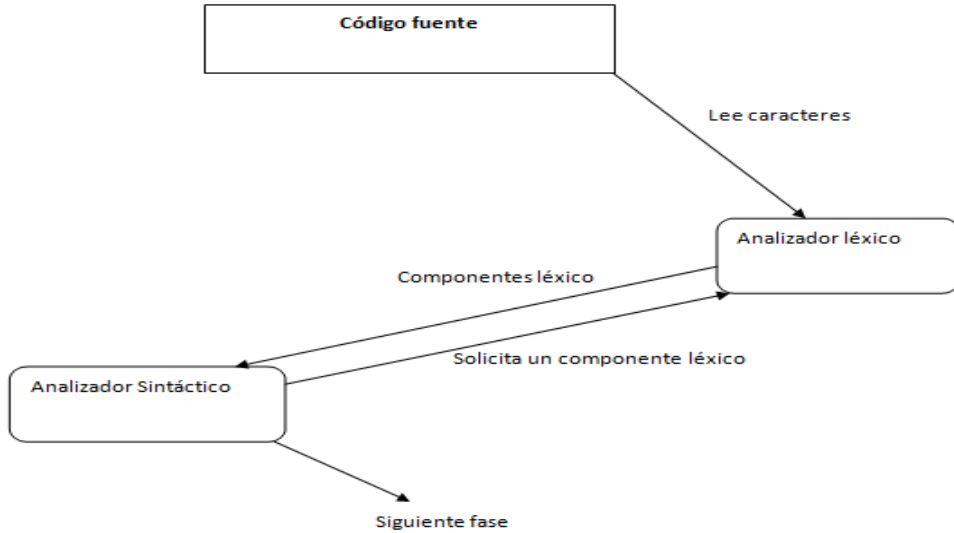 Código fuente
Lee caracteres
Analizador léxico
Componentes léxico
Solicita un componente léxico
Analizador Sintáctico
Siguiente fase